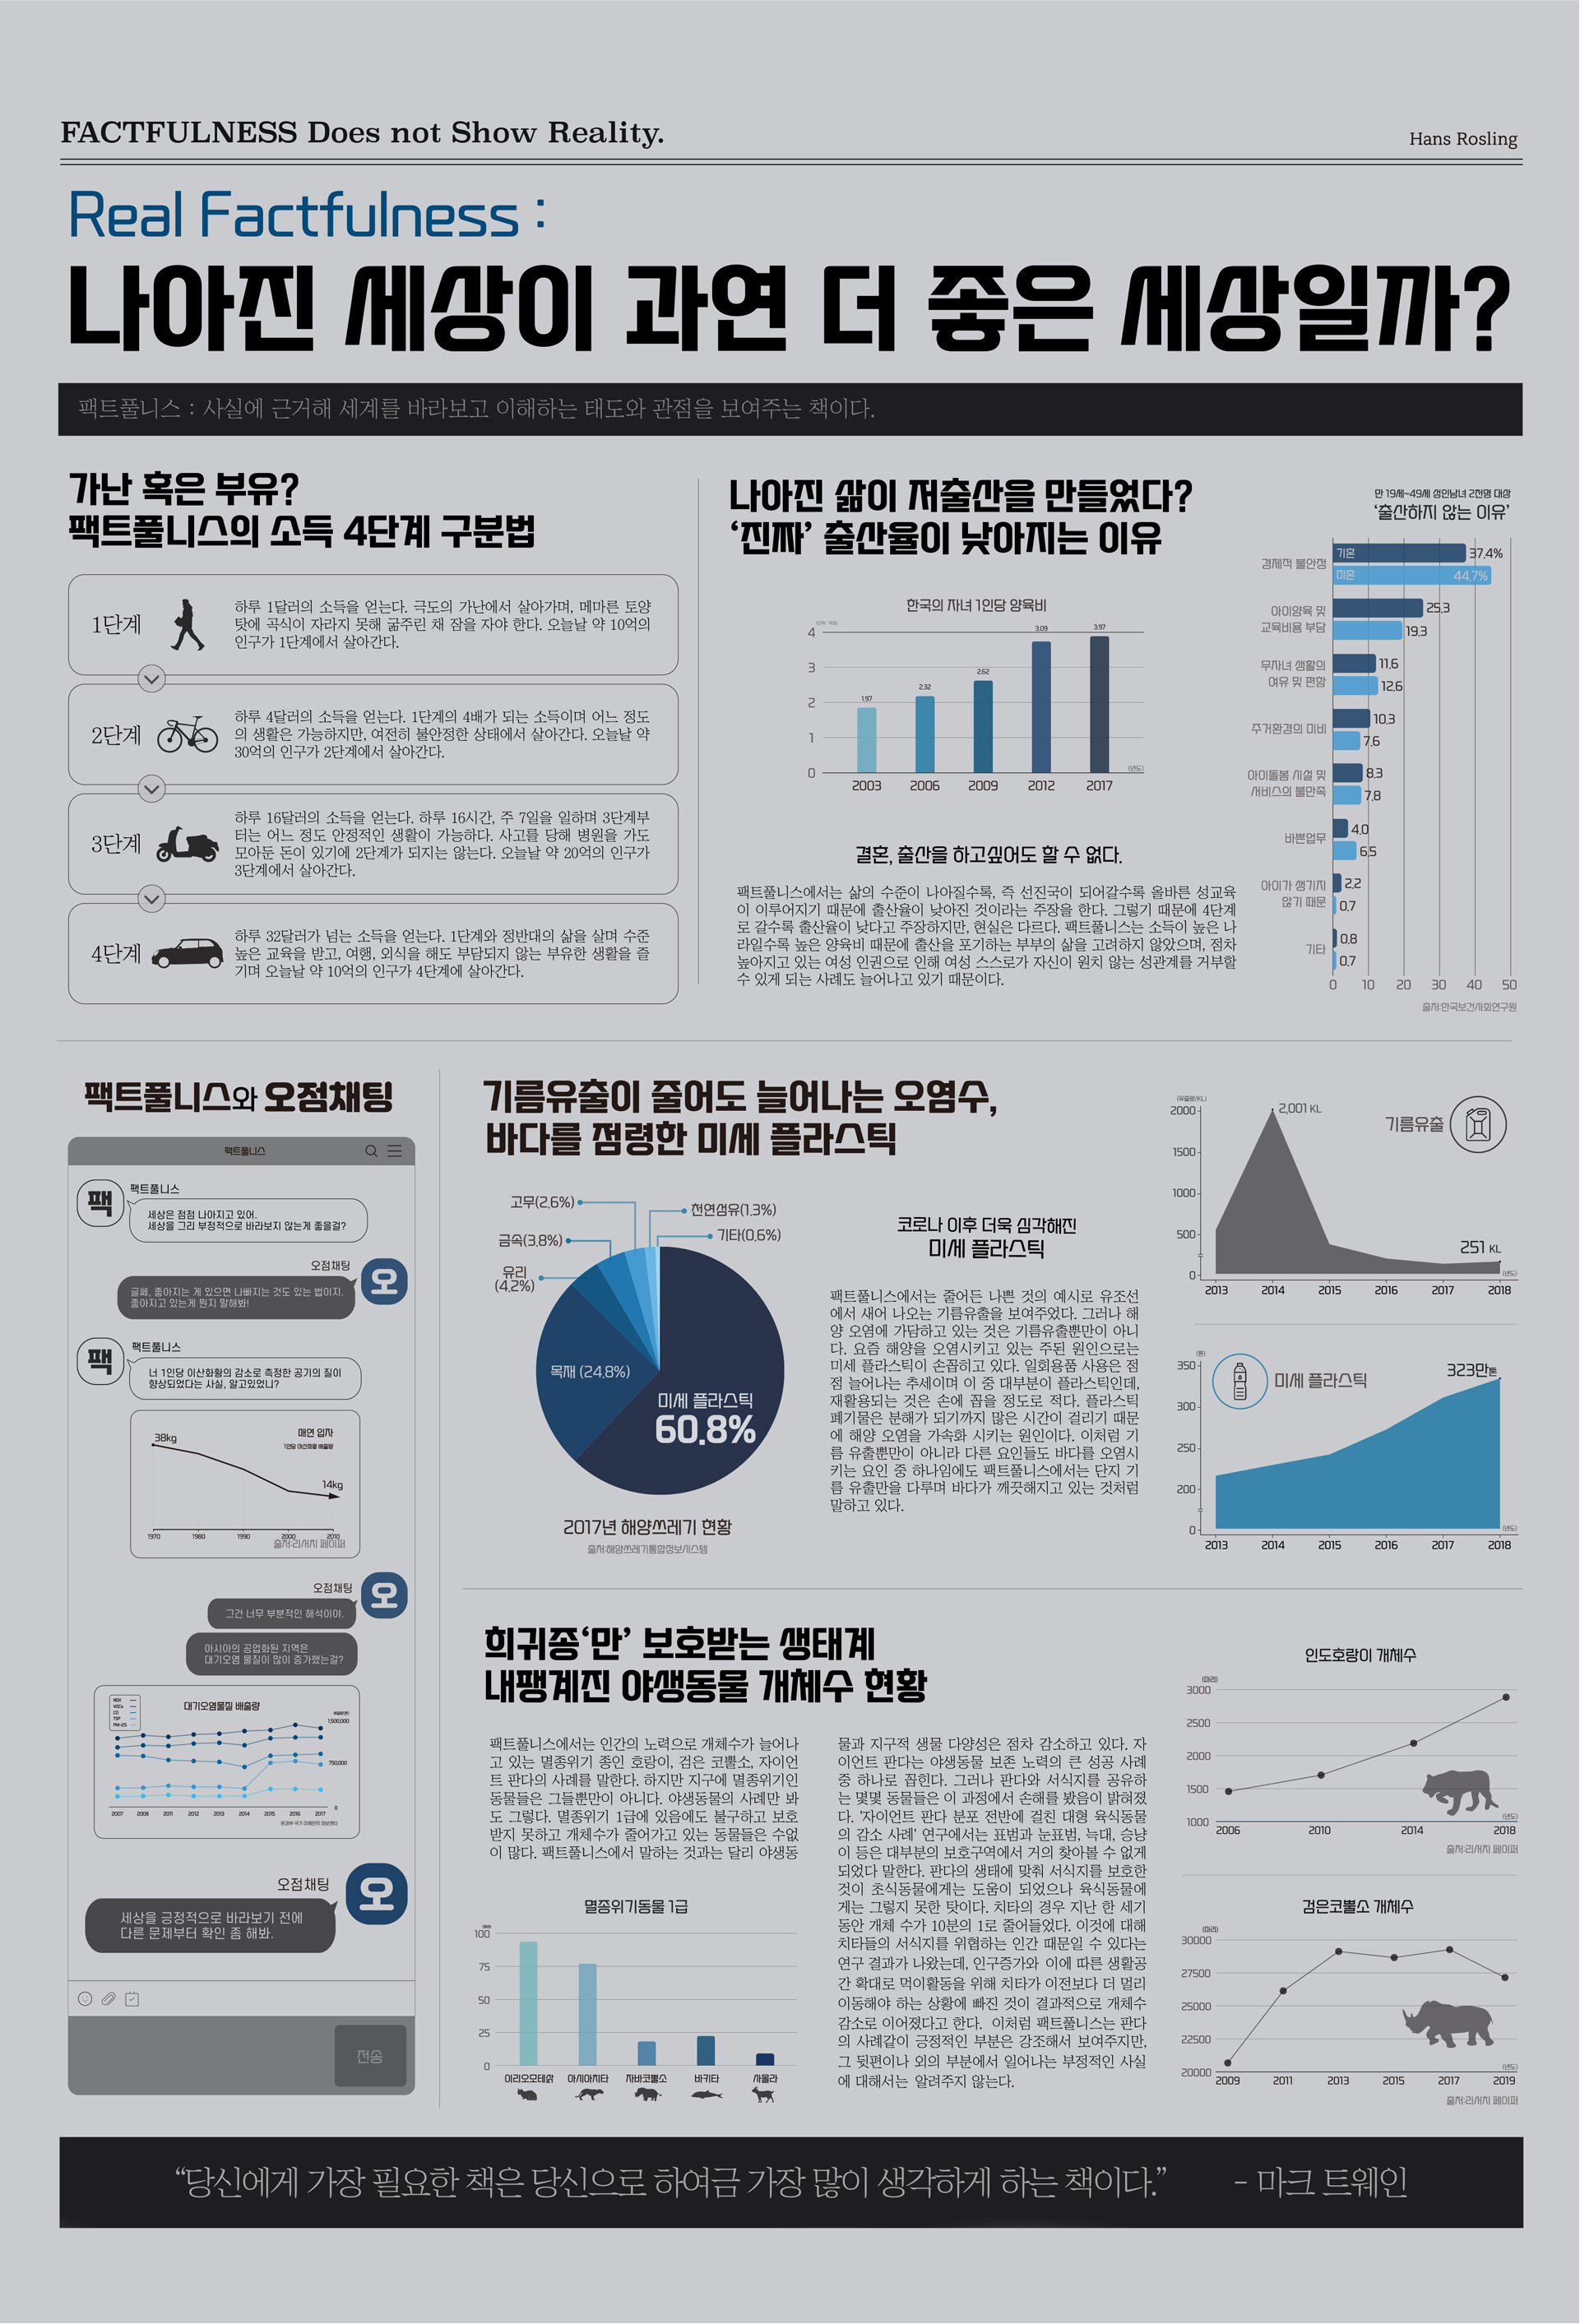 FACTFULNESS Does not Show Reality.
Hans Rosling
Real Factfulness :
나아진 세상이 과연 더 좋은 세상일까?
팩트풀니스 : 사실에 근거해 세계를 바라보고 이해하는 태도와 관점을 보여주는 책이다.
가난 혹은 부유?
팩트풀니스의 소득 4단계 구분법
1단계
하루 1달러의 소득을 얻는다. 극도의 가난에서 살아가며, 메마른 토양
탓에 곡식이 자라지 못해 굶주린 채 잠을 자야 한다. 오늘날 약 10억의
인구가 1단계에서 살아간다.
2단계
하루 4달러의 소득을 얻는다. 1단계의 4배가 되는 소득이며 어느 정도
의 생활은 가능하지만, 여전히 불안정한 상태에서 살아간다. 오늘날 약
30억의 인구가 2단계에서 살아간다.
3단계
하루 16달러의 소득을 얻는다. 하루 16시간, 주 7일을 일하며 3단계부
터는 어느 정도 안정적인 생활이 가능하다. 사고를 당해 병원을 가도
모아둔 돈이 있기에 2단계가 되지는 않는다. 오늘날 약 20억의 인구가
3단계에서 살아간다.
4단계
하루 32달러가 넘는 소득을 얻는다. 1단계와 정반대의 삶을 살며 수준
높은 교육을 받고, 여행, 외식을 해도 부담되지 않는 부유한 생활을 즐
기며 오늘날 약 10억의 인구가 4단계에 살아간다.
나아진 삶이 저출산을 만들었다?
‘진짜’ 출산율이 낮아지는 이유
한국의 자녀 1인당 양육비
4
3
2
1
0
1.97
2.32
2.62
3.09
3.97
(년도)
2003 2006 2009 2012 2017
결혼, 출산을 하고싶어도 할 수 없다.
팩트풀니스에서는 삶의 수준이 나아질수록, 즉 선진국이 되어갈수록 올바른 성교육
이 이루어지기 때문에 출산율이 낮아진 것이라는 주장을 한다. 그렇기 때문에 4단계
로 갈수록 출산율이 낮다고 주장하지만, 현실은 다르다. 팩트풀니스는 소득이 높은 나
라일수록 높은 양육비 때문에 출산을 포기하는 부부의 삶을 고려하지 않았으며, 점차
높아지고 있는 여성 인권으로 인해 여성 스스로가 자신이 원치 않는 성관계를 거부할
수 있게 되는 사례도 늘어나고 있기 때문이다.
만 19세~49세 성인남녀 2천명 대상
‘출산하지 않는 이유’
경제적 불안정
기혼 37.4%
미혼 44.7%
아이양육 및
교육비용 부담
25.3
19.3
무자녀 생활의
여유 및 편함
11.6
12.6
주거환경의 미비
10.3
7.6
아이돌봄 시설 및
서비스의 불만족
8.3
7.8
바쁜업무
4.0
6.5
아이가 생기지
않기 때문
2.2
0.7
기타
0.8
0.7
0 10 20 30 40 50
출처:한국보건사회연구원
팩트풀니스와 오점채팅
팩트풀니스
팩
팩트풀니스
세상은 점점 나아지고 있어.
세상을 그리 부정적으로 바라보지 않는게 좋을걸?
오점채팅
오
글쎄, 좋아지는 게 있으면 나빠지는 것도 있는 법이지.
좋아지고 있는게 뭔지 말해봐!
팩
팩트풀니스
너 1인당 이산화황의 감소로 측정한 공기의 질이
향상되었다는 사실, 알고있었니?
38kg
매연 입자
1인당 이산화황 배출량
14kg
1970 1980 1990 2000 2010
출처:리서치 페이퍼
오점채팅
오
그건 너무 부분적인 해석이야.
아시아의 공업화된 지역은
대기오염 물질이 많이 증가했는걸?
NOX
VOCs
CO
TSP
PM-2.5
대기오염물질 배출량
1,500,000
750,000
0
2007 2008 2011 2012 2013 2014 2015 2016 2017
오점채팅
오
세상을 긍정적으로 바라보기 전에
다른 문제부터 확인 좀 해봐.
전송
기름유출이 줄어도 늘어나는 오염수,
바다를 점령한 미세 플라스틱
고무(2.6%)
천연섬유(1.3%)
금속(3.8%)
기타(0.6%)
유리
(4.2%)
목재 (24.8%)
미세 플라스틱
60.8%
2017년 해양쓰레기 현황
출처:해양쓰레기통합정보시스템
코로나 이후 더욱 심각해진
미세 플라스틱
팩트풀니스에서는 줄어든 나쁜 것의 예시로 유조선
에서 새어 나오는 기름유출을 보여주었다. 그러나 해
양 오염에 가담하고 있는 것은 기름유출뿐만이 아니
다. 요즘 해양을 오염시키고 있는 주된 원인으로는
미세 플라스틱이 손꼽히고 있다. 일회용품 사용은 점
점 늘어나는 추세이며 이 중 대부분이 플라스틱인데,
재활용되는 것은 손에 꼽을 정도로 적다. 플라스틱
폐기물은 분해가 되기까지 많은 시간이 걸리기 때문
에 해양 오염을 가속화 시키는 원인이다. 이처럼 기
름 유출뿐만이 아니라 다른 요인들도 바다를 오염시
키는 요인 중 하나임에도 팩트풀니스에서는 단지 기
름 유출만을 다루며 바다가 깨끗해지고 있는 것처럼
말하고 있다.
(유출량/KL)
2000
1500
1000
500
0
2,001 KL
기름유출
251 KL
(년도)
2013 2014 2015 2016 2017 2018
(톤)
350
300
250
200
0
미세 플라스틱
323만톤
(년도)
2013 2014 2015 2016 2017 2018
희귀종‘만’ 보호받는 생태계
내팽계진 야생동물 개체수 현황
팩트풀니스에서는 인간의 노력으로 개체수가 늘어나
고 있는 멸종위기 종인 호랑이, 검은 코뿔소, 자이언
트 판다의 사례를 말한다. 하지만 지구에 멸종위기인
동물들은 그들뿐만이 아니다. 야생동물의 사례만 봐
도 그렇다. 멸종위기 1급에 있음에도 불구하고 보호
받지 못하고 개체수가 줄어가고 있는 동물들은 수없
이 많다. 팩트풀니스에서 말하는 것과는 달리 야생동
멸종위기동물 1급
100
75
50
25
0
이리오모테삵 아시아치타 자바코뿔소 바키타 사올라
물과 지구적 생물 다양성은 점차 감소하고 있다. 자
이언트 판다는 야생동물 보존 노력의 큰 성공 사례
중 하나로 꼽힌다. 그러나 판다와 서식지를 공유하
는 몇몇 동물들은 이 과정에서 손해를 봤음이 밝혀졌
다. '자이언트 판다 분포 전반에 걸친 대형 육식동물
의 감소 사례' 연구에서는 표범과 눈표범, 늑대, 승냥
이 등은 대부분의 보호구역에서 거의 찾아볼 수 없게
되었다 말한다. 판다의 생태에 맞춰 서식지를 보호한
것이 초식동물에게는 도움이 되었으나 육식동물에
게는 그렇지 못한 탓이다. 치타의 경우 지난 한 세기
동안 개체 수가 10분의 1로 줄어들었다. 이것에 대해
치타들의 서식지를 위협하는 인간 때문일 수 있다는
연구 결과가 나왔는데, 인구증가와 이에 따른 생활공
간 확대로 먹이활동을 위해 치타가 이전보다 더 멀리
이동해야 하는 상황에 빠진 것이 결과적으로 개체수
감소로 이어졌다고 한다. 이처럼 팩트풀니스는 판다
의 사례같이 긍정적인 부분은 강조해서 보여주지만,
그 뒷편이나 외의 부분에서 일어나는 부정적인 사실
에 대해서는 알려주지 않는다.
인도호랑이 개체수
(마리)
3000
2500
2000
1500
1000
(년도)
2006 2010 2014 2018
출처:리서치 페이퍼
검은코뿔소 개체수
(마리)
30000
27500
25000
22500
20000
(년도)
2009 2011 2013 2015 2017 2019
출처:리서치 페이퍼
“당신에게 가장 필요한 책은 당신으로 하여금 가장 많이 생각하게 하는 책이다.” - 마크 트웨인